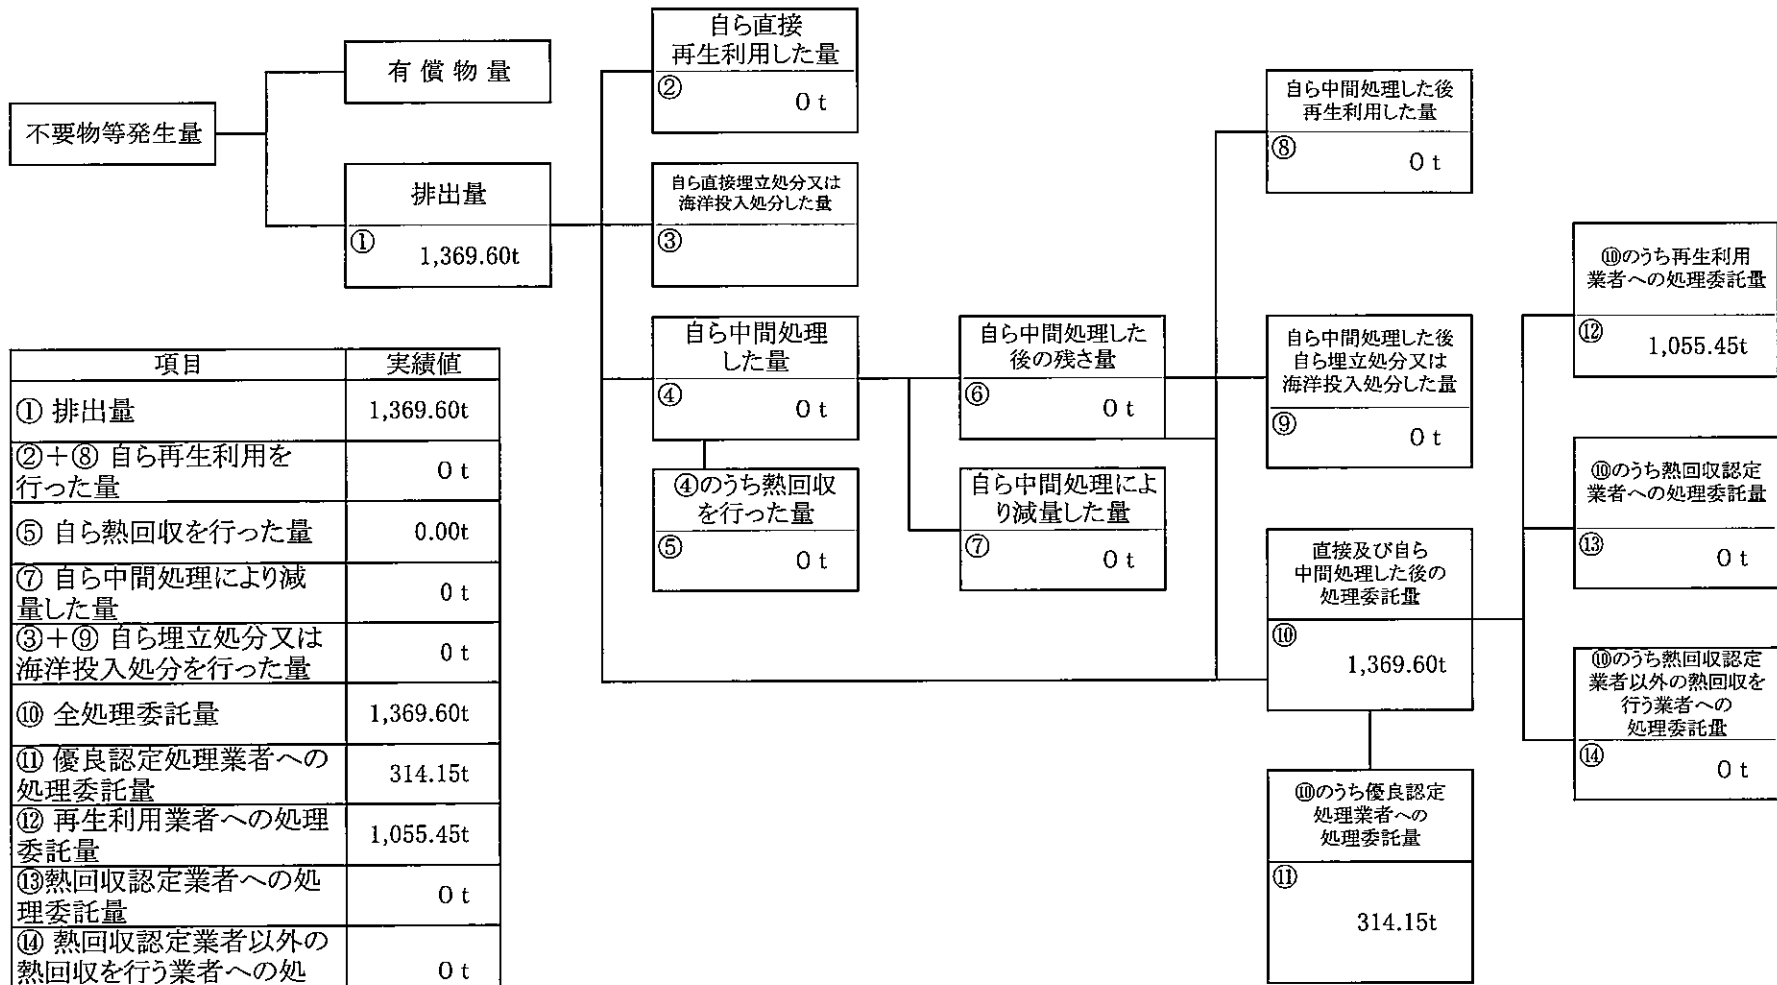 不要物等発生量
有 償 物 量
排出量
①
1,369.60t
自ら直接
再生利用した量
②
0 t
自ら直接埋立処分又は
海洋投入処分した量
③
自ら中間処理
した量
④
0 t
④のうち熱回収
を行った量
⑤
0 t
自ら中間処理した
後の残さ量
⑥
0 t
自ら中間処理によ
り減量した量
⑦
0 t
自ら中間処理した後
再生利用した量
⑧
0 t
自ら中間処理した後
自ら埋立処分又は
海洋投入処分した量
⑨
0 t
直接及び自ら
中間処理した後の
処理委託量
⑩
1,369.60t
⑩のうち優良認定
処理業者への
処理委託量
⑪
314.15t
⑩のうち再生利用
業者への処理委託量
⑫
1,055.45t
⑩のうち熱回収認定
業者への処理委託量
⑬
0 t
⑩のうち熱回収認定
業者以外の熱回収を
行う業者への
処理委託量
⑭
0 t
項目 実績値
① 排出量 1,369.60t
②+⑧ 自ら再生利用を
行った量 0 t
⑤ 自ら熱回収を行った量 0.00t
⑦ 自ら中間処理により減
量した量 0 t
③+⑨ 自ら埋立処分又は
海洋投入処分を行った量 0 t
⑩ 全処理委託量 1,369.60t
⑪ 優良認定処理業者への
処理委託量 314.15t
⑫ 再生利用業者への処理
委託量 1,055.45t
⑬熱回収認定業者への処
理委託量 0 t
⑭ 熱回収認定業者以外の
熱回収を行う業者への処 0 t